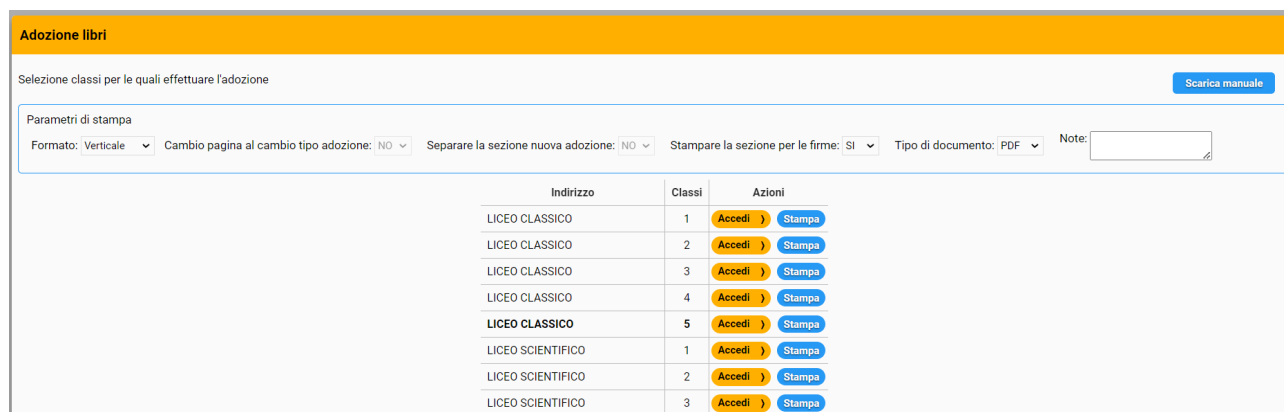 Adozione libri
Selezione classi per le quali effettuare l'adozione
Scarica manuale
Parametri di stampa
Formato: Verticale Cambio pagina al cambio tipo adozione: NO Separare la sezione nuova adozione: NO Stampare la sezione per le firme: SI Tipo di documento: PDF Note:
Indirizzo Classi Azioni
LICEO CLASSICO 1 Accedi ❭ Stampa
LICEO CLASSICO 2 Accedi ❭ Stampa
LICEO CLASSICO 3 Accedi ❭ Stampa
LICEO CLASSICO 4 Accedi ❭ Stampa
LICEO CLASSICO 5 Accedi ❭ Stampa
LICEO SCIENTIFICO 1 Accedi ❭ Stampa
LICEO SCIENTIFICO 2 Accedi ❭ Stampa
LICEO SCIENTIFICO 3 Accedi ❭ Stampa